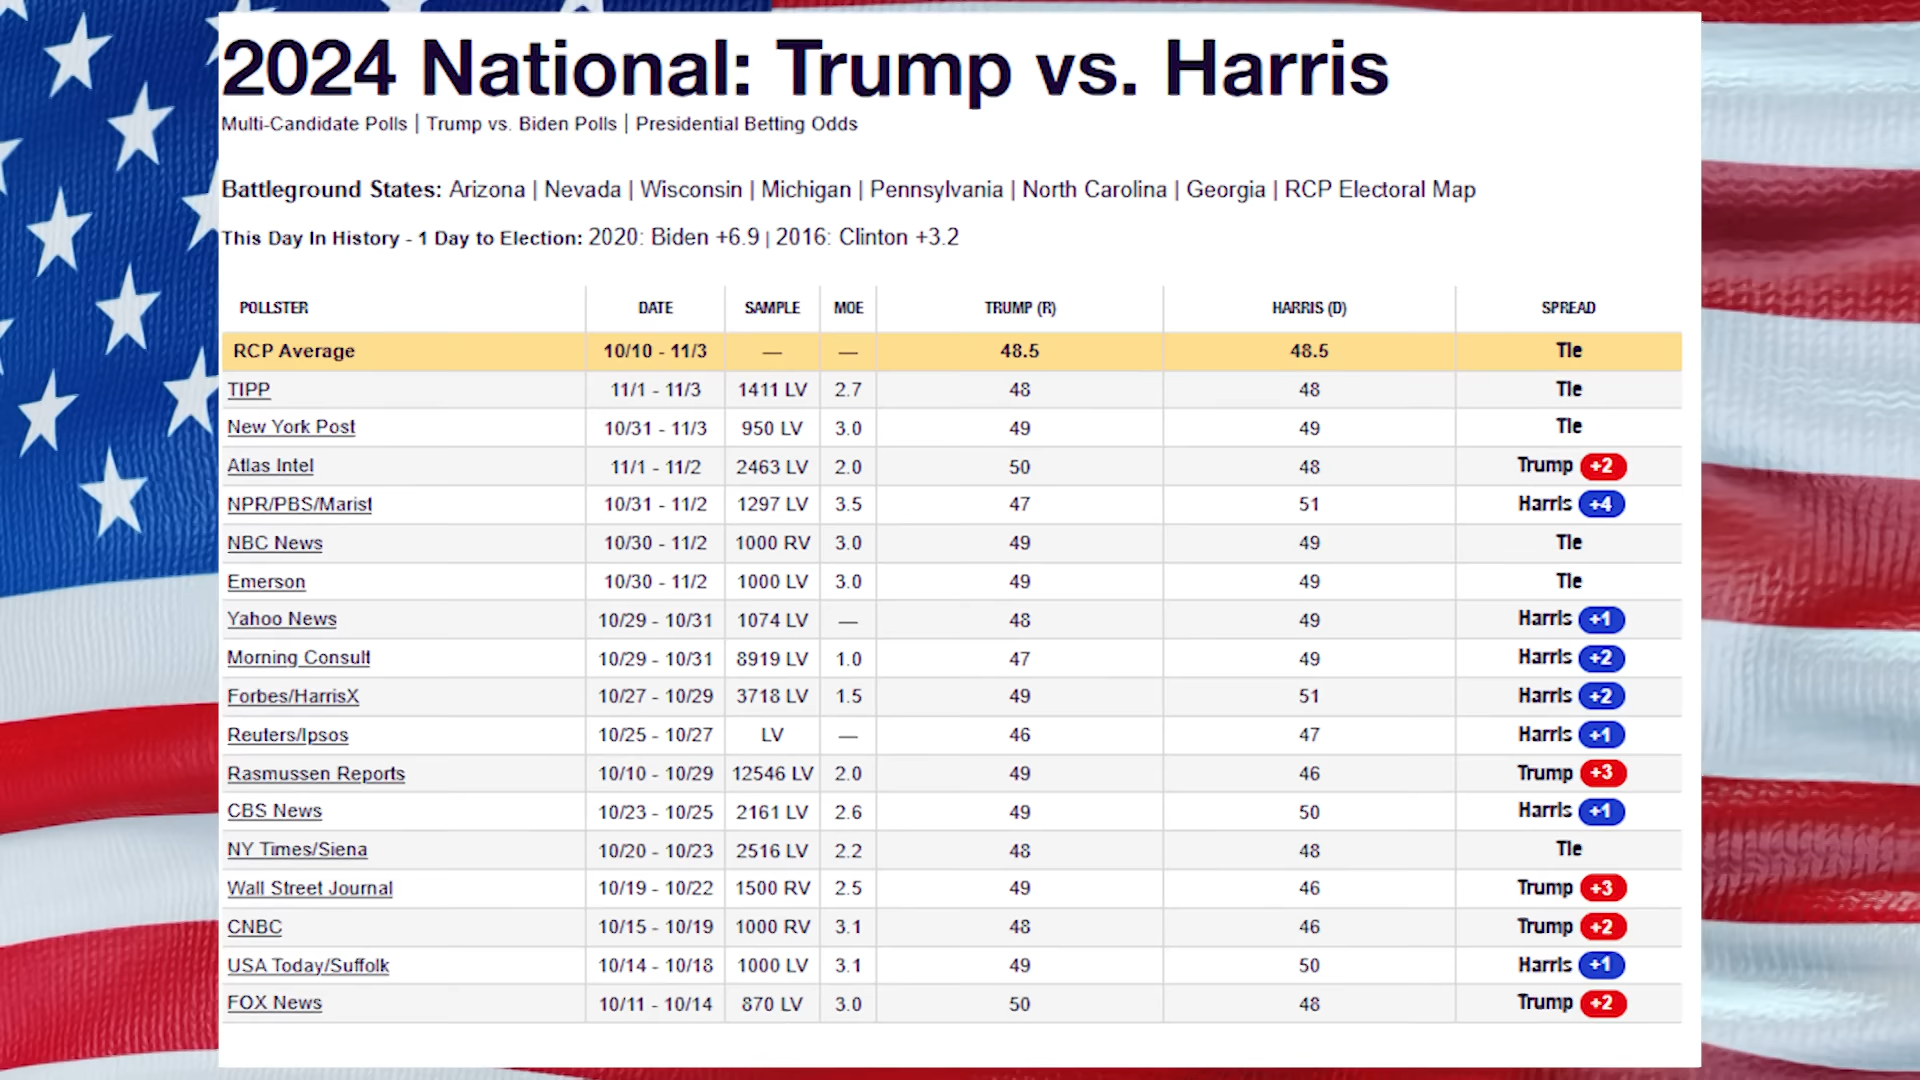 2024 National: Trump vs. Harris
Multi-Candidate Polls | Trump vs. Biden Polls | Presidential Betting Odds
Battleground States: Arizona | Nevada | Wisconsin | Michigan | Pennsylvania | North Carolina | Georgia | RCP Electoral Map
This Day In History - 1 Day to Election: 2020: Biden +6.9 | 2016: Clinton +3.2
POLLSTER DATE SAMPLE MOE TRUMP (R) HARRIS (D) SPREAD
RCP Average 10/10 - 11/3 — — 48.5 48.5 Tie
TIPP 11/1 - 11/3 1411 LV 2.7 48 48 Tie
New York Post 10/31 - 11/3 950 LV 3.0 49 49 Tie
Atlas Intel 11/1 - 11/2 2463 LV 2.0 50 48 Trump +2
NPR/PBS/Marist 10/31 - 11/2 1297 LV 3.5 47 51 Harris +4
NBC News 10/30 - 11/2 1000 RV 3.0 49 49 Tie
Emerson 10/30 - 11/2 1000 LV 3.0 49 49 Tie
Yahoo News 10/29 - 10/31 1074 LV — 48 49 Harris +1
Morning Consult 10/29 - 10/31 8919 LV 1.0 47 49 Harris +2
Forbes/HarrisX 10/27 - 10/29 3718 LV 1.5 49 51 Harris +2
Reuters/Ipsos 10/25 - 10/27 LV — 46 47 Harris +1
Rasmussen Reports 10/10 - 10/29 12546 LV 2.0 49 46 Trump +3
CBS News 10/23 - 10/25 2161 LV 2.6 49 50 Harris +1
NY Times/Siena 10/20 - 10/23 2516 LV 2.2 48 48 Tie
Wall Street Journal 10/19 - 10/22 1500 RV 2.5 49 46 Trump +3
CNBC 10/15 - 10/19 1000 RV 3.1 48 46 Trump +2
USA Today/Suffolk 10/14 - 10/18 1000 LV 3.1 49 50 Harris +1
FOX News 10/11 - 10/14 870 LV 3.0 50 48 Trump +2